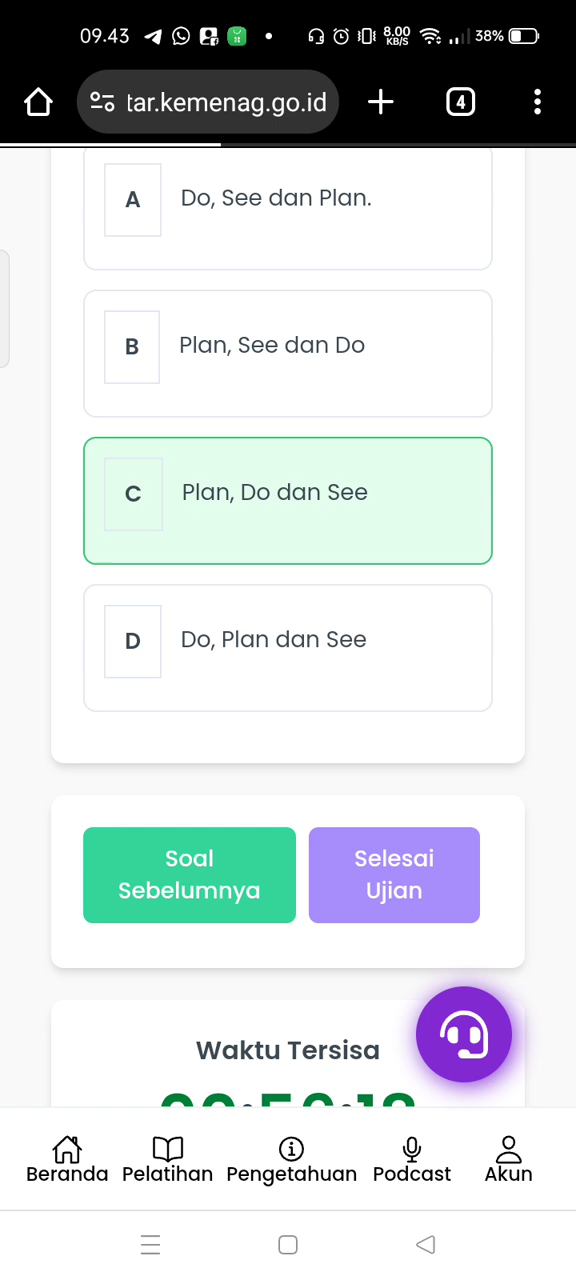 09.43 8.00 KB/S 38%
tar.kemenag.go.id 4
A Do, See dan Plan.
B Plan, See dan Do
C Plan, Do dan See
D Do, Plan dan See
Soal
Sebelumnya
Selesai
Ujian
Waktu Tersisa
Beranda Pelatihan Pengetahuan Podcast Akun